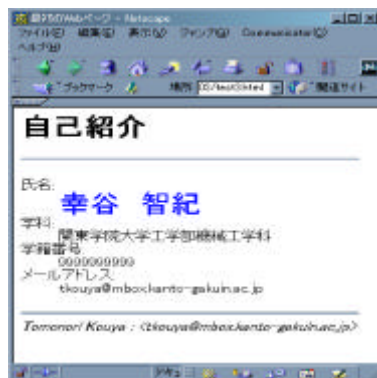 最初のWebページ - Netscape
ファイル(F) 編集(E) 表示(V) ジャンプ(G) Communicator(C)
ヘルプ(H)
ブックマーク 場所 関連サイト
自己紹介
氏名:
幸谷 智紀
学科:
関東学院大学工学部機械工学科
学籍番号
9999999999
メールアドレス:
tkouya@mbox.kanto-gakuin.ac.jp
Tomonori Kouya : <tkouya@mbox.kanto-gakuin.ac.jp>